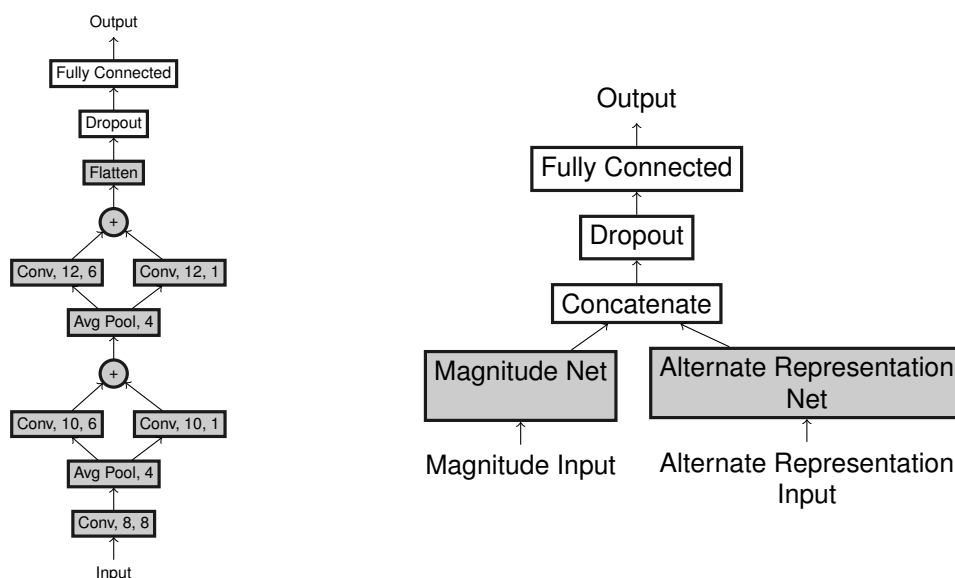 Output
Fully Connected
Dropout
Flatten
+
Conv, 12, 6
Conv, 12, 1
Avg Pool, 4
+
Conv, 10, 6
Conv, 10, 1
Avg Pool, 4
Conv, 8, 8
Input
Output
Fully Connected
Dropout
Concatenate
Magnitude Net
Alternate Representation
Net
Magnitude Input
Alternate Representation
Input